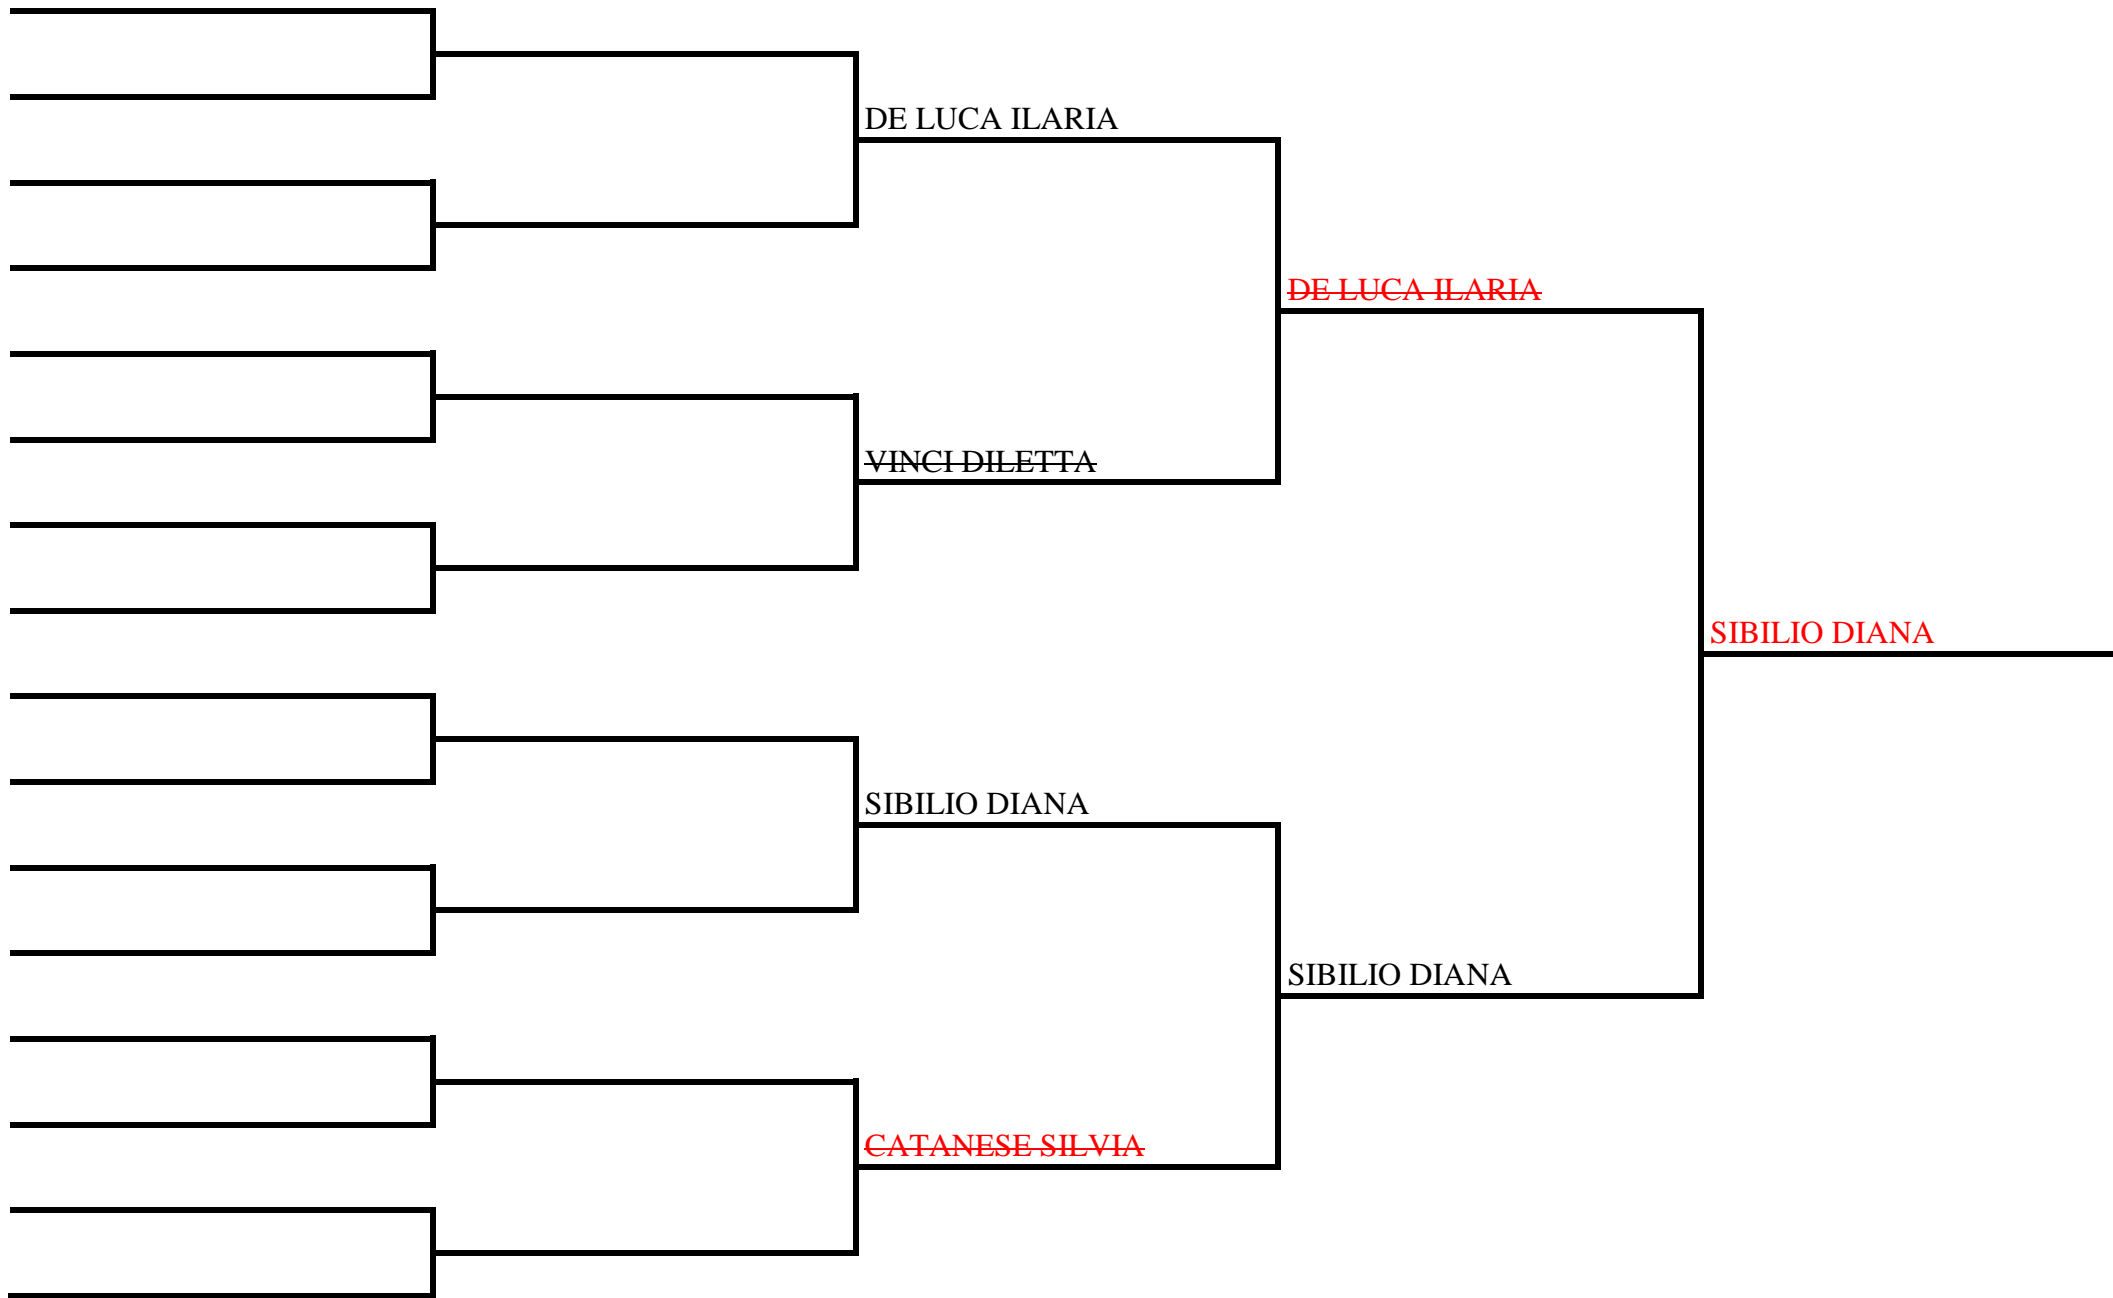 DE LUCA ILARIA
DE LUCA ILARIA
VINCI DILETTA
SIBILIO DIANA
SIBILIO DIANA
SIBILIO DIANA
CATANESE SILVIA